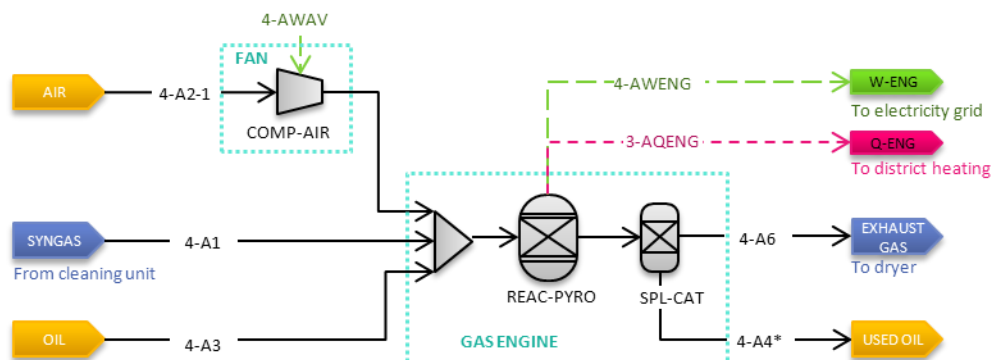 4-AWAV
FAN
AIR
4-A2-1
COMP-AIR
4-AWENG
W-ENG
To electricity grid
3-AQENG
Q-ENG
To district heating
SYNGAS
4-A1
From cleaning unit
REAC-PYRO
SPL-CAT
4-A6
EXHAUST
GAS
To dryer
OIL
4-A3
GAS ENGINE
4-A4*
USED OIL